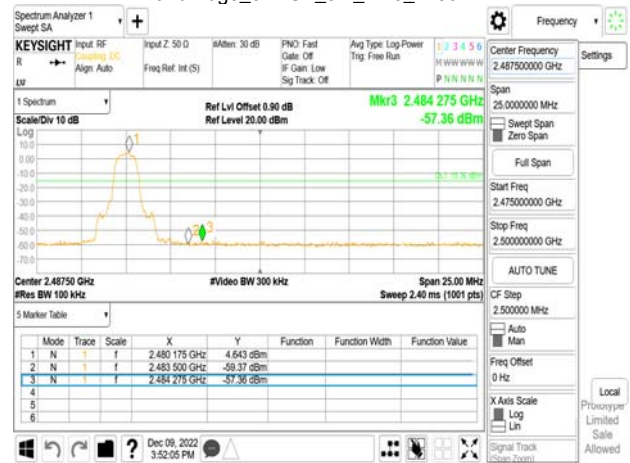 Spectrum Analyzer 1
Swept SA
Frequency
KEYSIGHT
R
LV
Input: RF
Coupling: DC
Align: Auto
Input Z: 50 Ω
Freq Ref: Int (S)
#Atten: 30 dB
PNO: Fast
Gate: Off
IF Gain: Low
Sig Track: Off
Avg Type: Log-Power
Trig: Free Run
1 2 3 4 5 6
M W W W W W
P N N N N N
Center Frequency
2.487500000 GHz
Settings
Span
25.0000000 MHz
Swept Span
Zero Span
Full Span
Start Freq
2.475000000 GHz
Stop Freq
2.500000000 GHz
AUTO TUNE
CF Step
2.500000 MHz
Auto
Man
Freq Offset
0 Hz
X Axis Scale
Log
Lin
Signal Track
(Span Zoom)
Local
Prototype
Limited
Sale
Allowed
1 Spectrum
Scale/Div 10 dB
Ref Lvl Offset 0.90 dB
Ref Level 20.00 dBm
Mkr3 2.484 275 GHz
-57.36 dBm
Log
10.0
0.00
-10.0
-20.0
-30.0
-40.0
-50.0
-60.0
-70.0
1
2
3
Center 2.48750 GHz
#Video BW 300 kHz
Span 25.00 MHz
#Res BW 100 kHz
Sweep 2.40 ms (1001 pts)
5 Marker Table
Mode Trace Scale X Y Function Function Width Function Value
1 N 1 f 2.480 175 GHz 4.643 dBm
2 N 1 f 2.483 500 GHz -59.37 dBm
3 N 1 f 2.484 275 GHz -57.36 dBm
4
5
6
?
Dec 09, 2022
3:52:05 PM